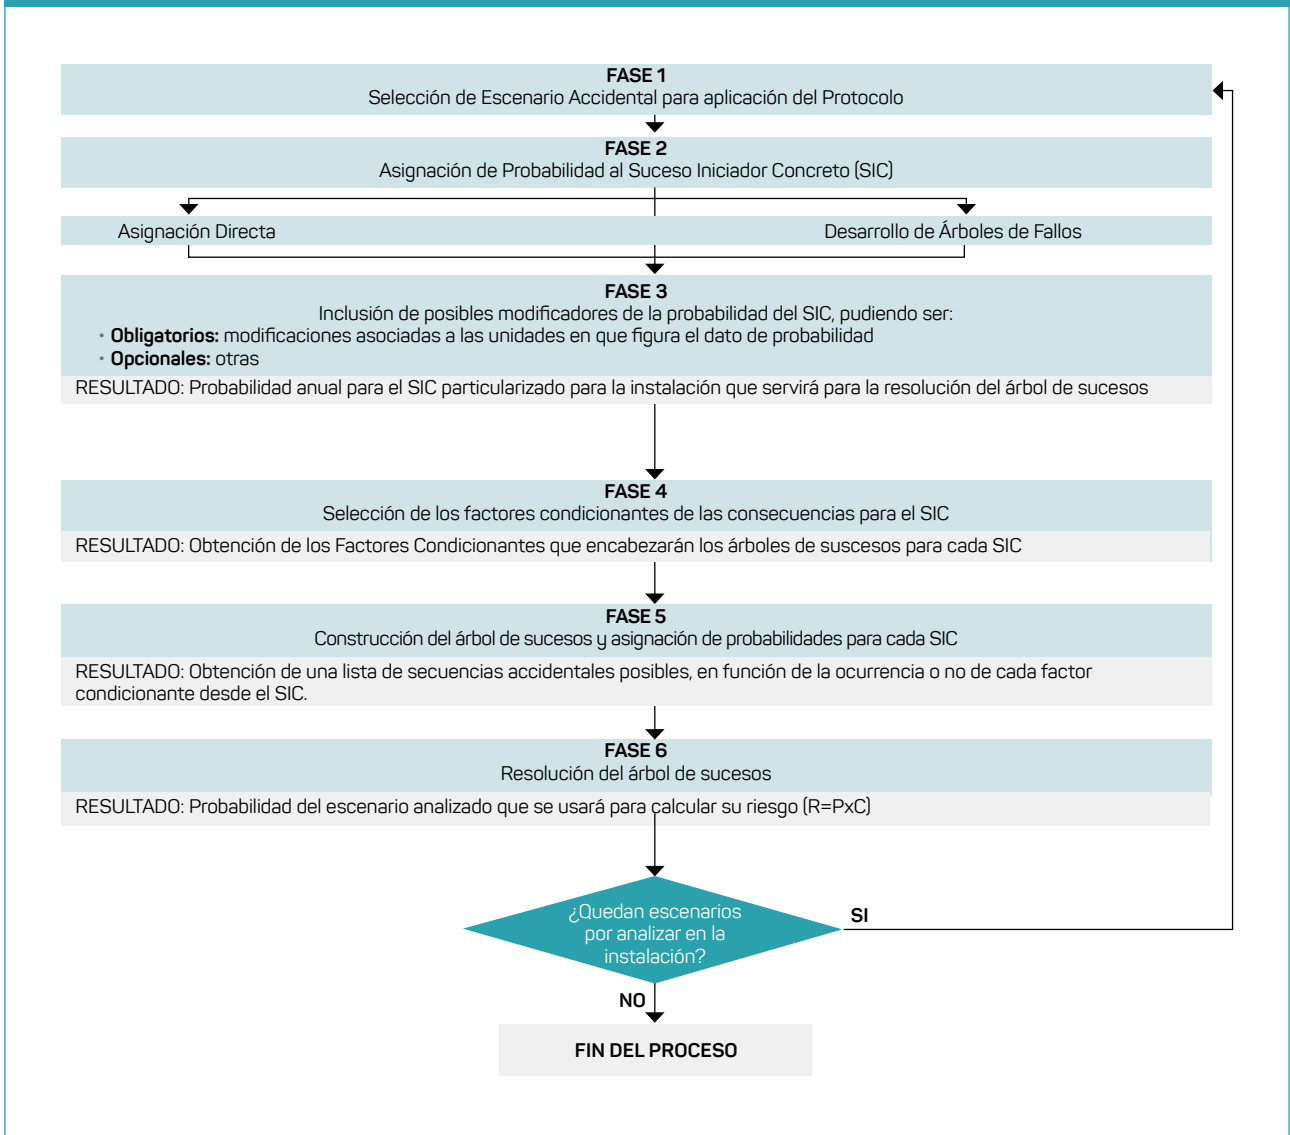 FASE 1
Selección de Escenario Accidental para aplicación del Protocolo
FASE 2
Asignación de Probabilidad al Suceso Iniciador Concreto (SIC)
Asignación Directa
Desarrollo de Árboles de Fallos
FASE 3
Inclusión de posibles modificadores de la probabilidad del SIC, pudiendo ser:
• Obligatorios: modificaciones asociadas a las unidades en que figura el dato de probabilidad
• Opcionales: otras
RESULTADO: Probabilidad anual para el SIC particularizado para la instalación que servirá para la resolución del árbol de sucesos
FASE 4
Selección de los factores condicionantes de las consecuencias para el SIC
RESULTADO: Obtención de los Factores Condicionantes que encabezarán los árboles de suscesos para cada SIC
FASE 5
Construcción del árbol de sucesos y asignación de probabilidades para cada SIC
RESULTADO: Obtención de una lista de secuencias accidentales posibles, en función de la ocurrencia o no de cada factor
condicionante desde el SIC.
FASE 6
Resolución del árbol de sucesos
RESULTADO: Probabilidad del escenario analizado que se usará para calcular su riesgo (R=PxC)
¿Quedan escenarios
por analizar en la
instalación?
SI
NO
FIN DEL PROCESO